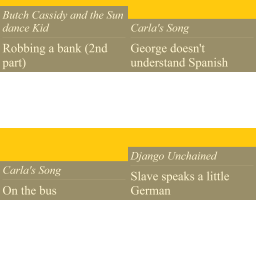 Butch Cassidy and the Sun
dance Kid
Robbing a bank (2nd
part)
Carla's Song
George doesn't
understand Spanish
Carla's Song
On the bus
Django Unchained
Slave speaks a little
German